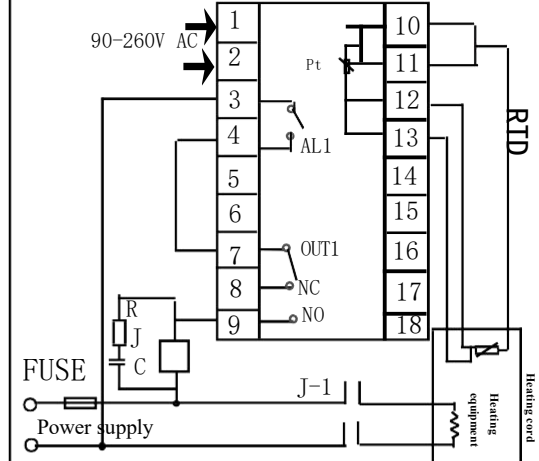 90-260V AC
1
2
3
4
5
6
7
8
9
Pt
AL1
OUT1
NC
NO
10
11
12
13
14
15
16
17
18
RTD
R
J
C
FUSE
Power supply
J-1
Heating
equipment
Heating cord